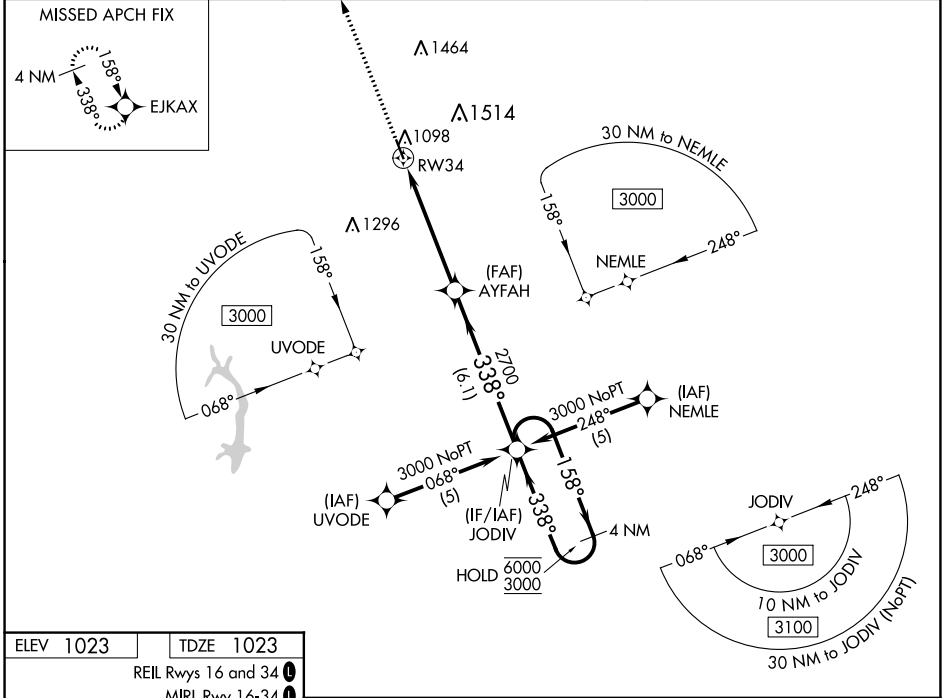 MISSED APCH FIX
4 NM
158°
338°
EJKAX
1464
1514
1098
RW34
1296
30 NM to NEMLE
3000
158°
248°
NEMLE
30 NM to UVODE
3000
158°
UVODE
068°
(FAF)
AYFAH
2700
338°
(6.1)
3000 NoPT
248°
(5)
(IAF)
NEMLE
3000 NoPT
068°
(5)
(IAF)
UVODE
(IF/IAF)
JODIV
338°
158°
4 NM
HOLD 6000
3000
JODIV
248°
068°
3000
10 NM to JODIV
3100
30 NM to JODIV (NoPT)
ELEV 1023
TDZE 1023
REIL Rwys 16 and 34 L
MIRL Rwy 16-34 L